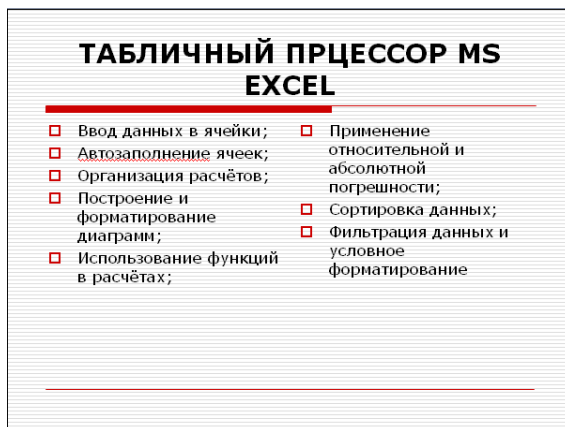 ТАБЛИЧНЫЙ ПРЦЕССОР MS
EXCEL
Ввод данных в ячейки;
Автозаполнение ячеек;
Организация расчётов;
Построение и
форматирование
диаграмм;
Использование функций
в расчётах;
Применение
относительной и
абсолютной
погрешности;
Сортировка данных;
Фильтрация данных и
условное
форматирование